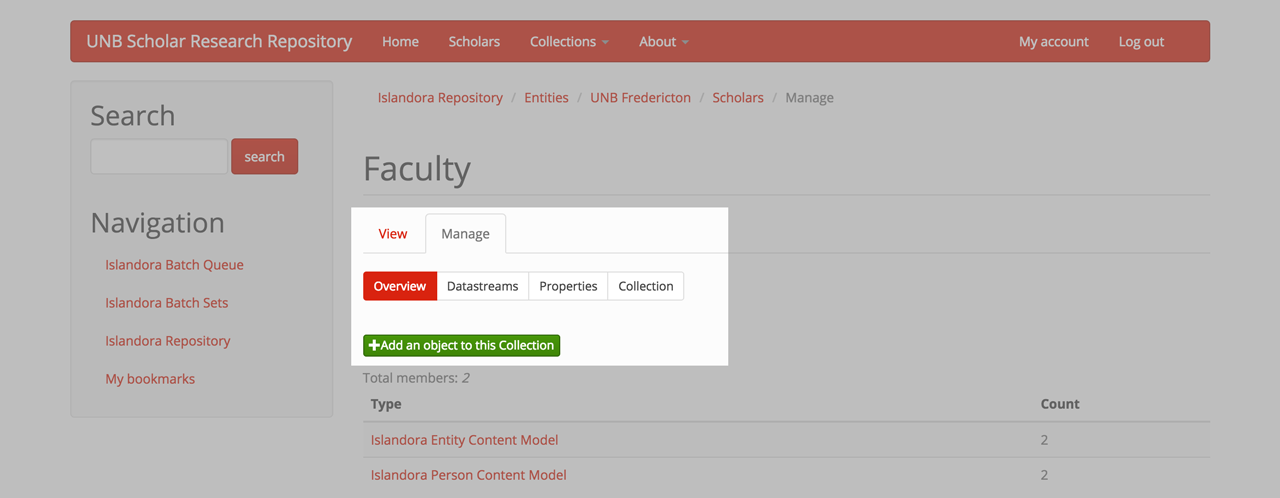 UNB Scholar Research Repository Home Scholars Collections About My account Log out
Search
search
Navigation
Islandora Batch Queue
Islandora Batch Sets
Islandora Repository
My bookmarks
Islandora Repository / Entities / UNB Fredericton / Scholars / Manage
Faculty
View Manage
Overview Datastreams Properties Collection
+Add an object to this Collection
Total members: 2
Type Count
Islandora Entity Content Model 2
Islandora Person Content Model 2